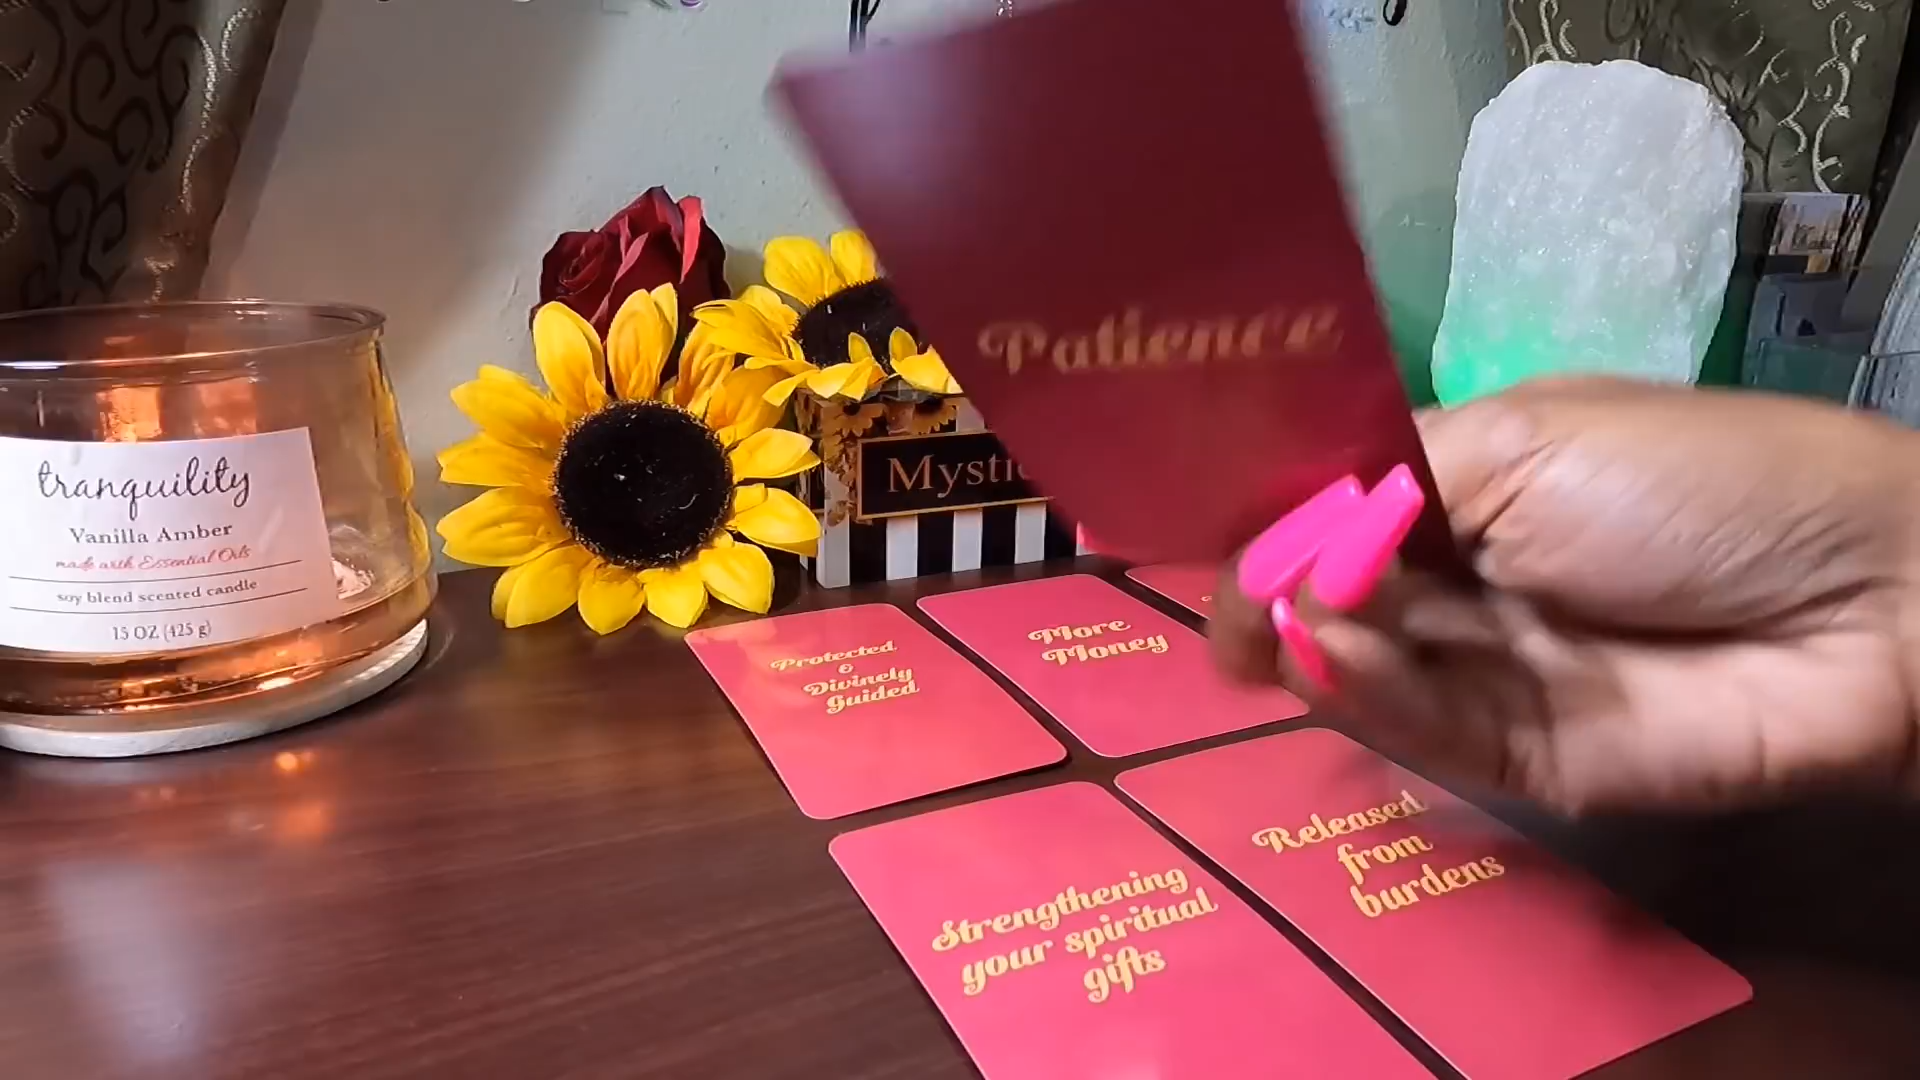 tranquility
Vanilla Amber
made with Essential Oils
soy blend scented candle
15 OZ (425 g)
Patience
Mystic
Protected
&
Divinely
Guided
More
Money
Released
from
burdens
Strengthening
your spiritual
gifts